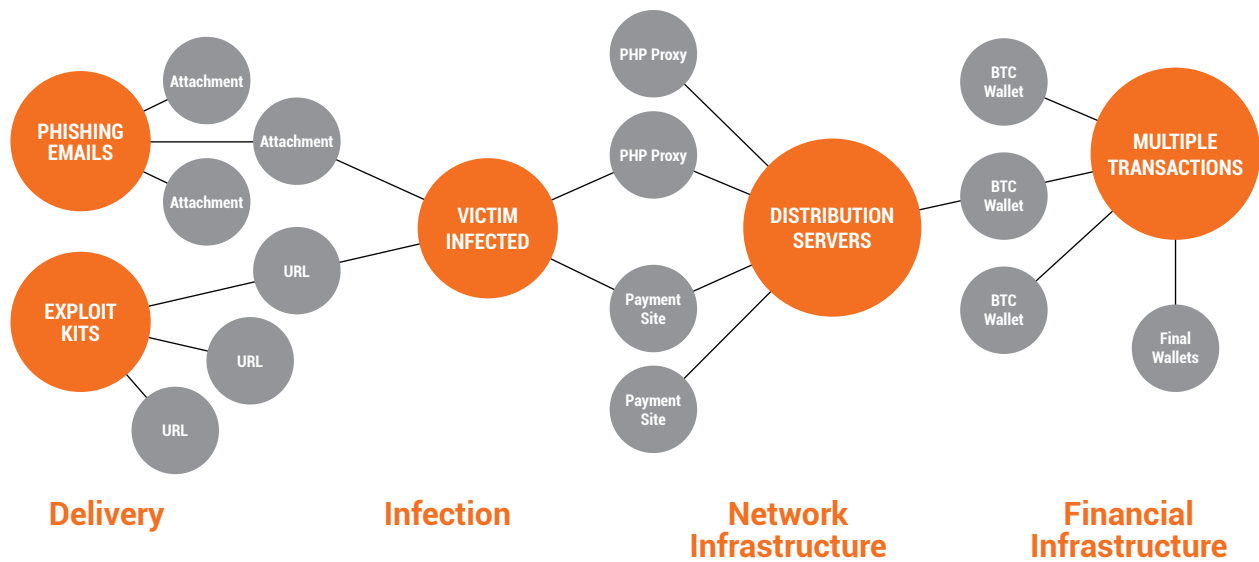 PHISHING
EMAILS
Attachment
Attachment
Attachment
EXPLOIT
KITS
URL
URL
URL
VICTIM
INFECTED
PHP Proxy
PHP Proxy
Payment
Site
Payment
Site
DISTRIBUTION
SERVERS
BTC
Wallet
BTC
Wallet
BTC
Wallet
MULTIPLE
TRANSACTIONS
Final
Wallets
Delivery
Infection
Network
Infrastructure
Financial
Infrastructure